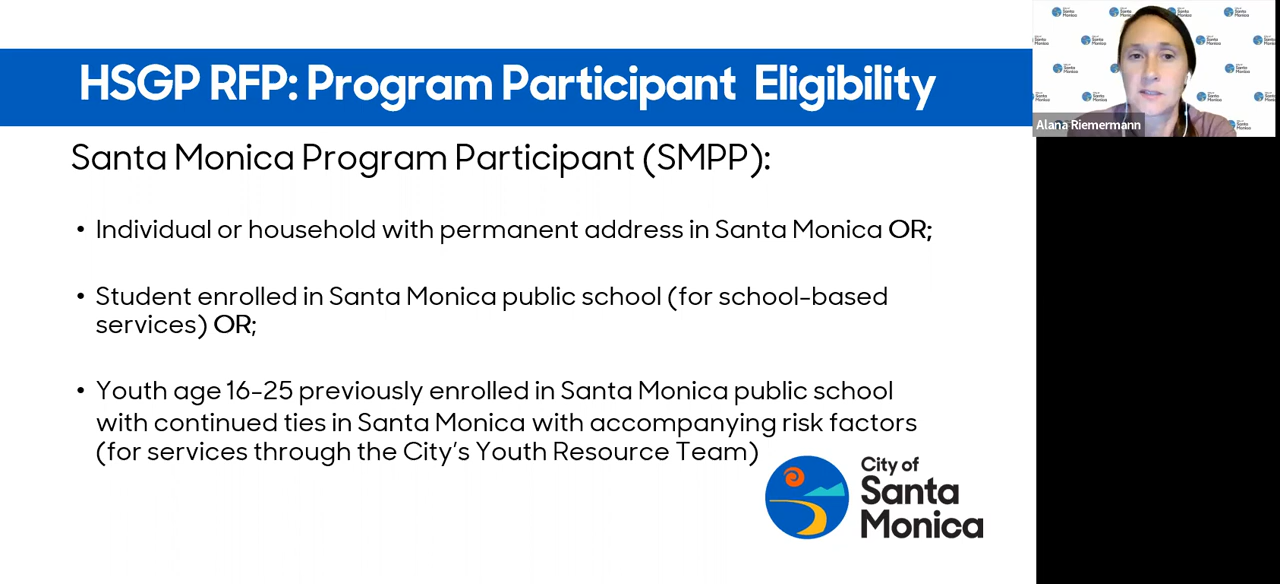 HSGP RFP: Program Participant Eligibility
Santa Monica Program Participant (SMPP):
• Individual or household with permanent address in Santa Monica OR;
• Student enrolled in Santa Monica public school (for school-based
services) OR;
• Youth age 16-25 previously enrolled in Santa Monica public school
with continued ties in Santa Monica with accompanying risk factors
(for services through the City's Youth Resource Team)
City of
Santa
Monica
Alana Riemermann